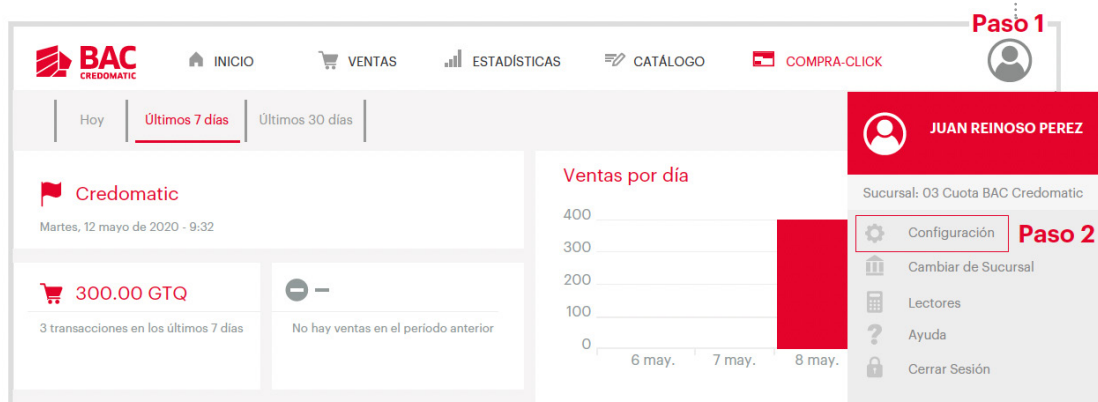 Paso 1
BAC
CREDOMATIC
INICIO
VENTAS
ESTADÍSTICAS
CATÁLOGO
COMPRA-CLICK
Hoy
Últimos 7 días
Últimos 30 días
JUAN REINOSO PEREZ
Sucursal: 03 Cuota BAC Credomatic
Configuración
Paso 2
Cambiar de Sucursal
Lectores
Ayuda
Cerrar Sesión
Credomatic
Martes, 12 mayo de 2020 - 9:32
300.00 GTQ
3 transacciones en los últimos 7 días
–
No hay ventas en el período anterior
Ventas por día
400
300
200
100
0
6 may.
7 may.
8 may.